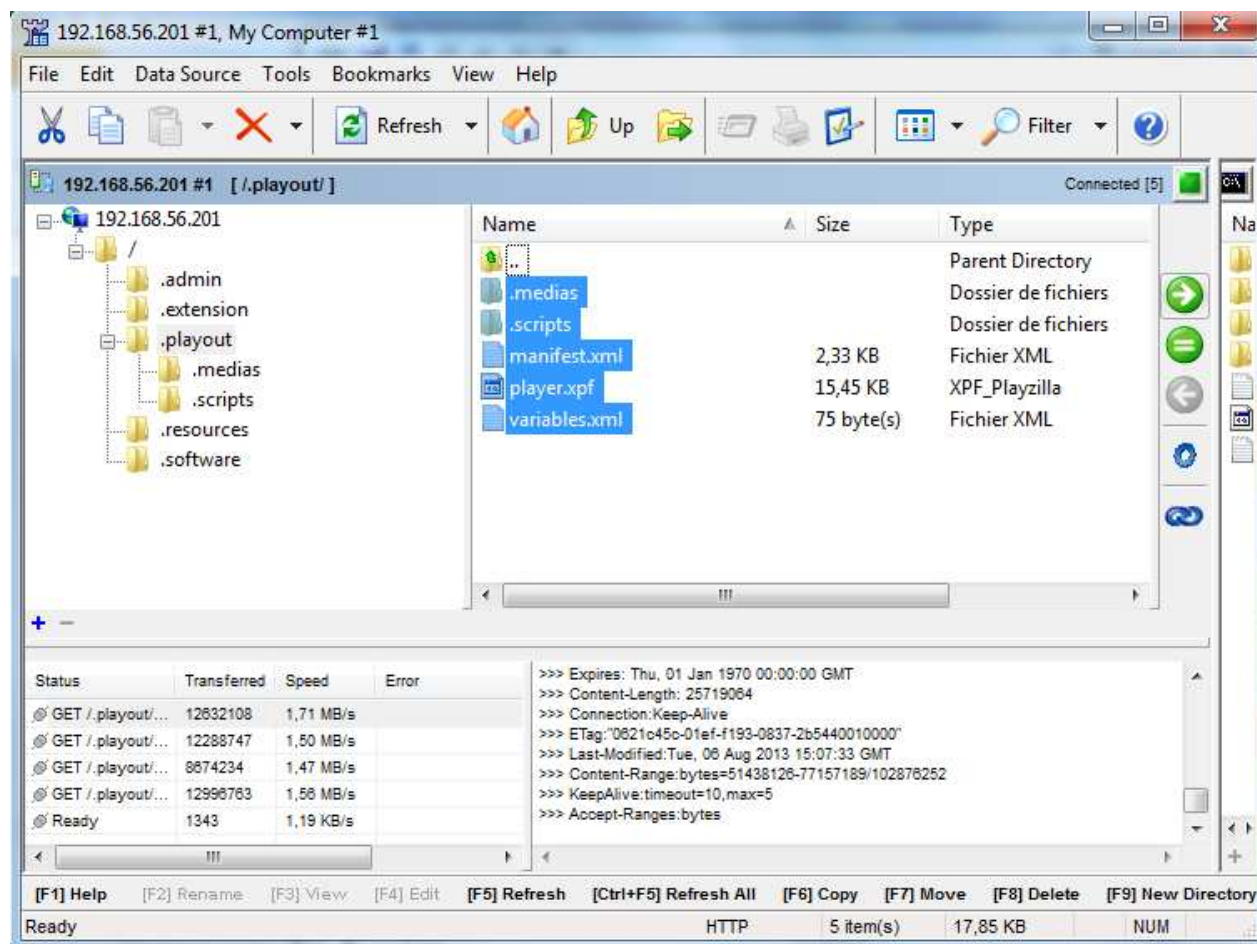 192.168.56.201 #1, My Computer #1
File Edit Data Source Tools Bookmarks View Help
Refresh Up Filter
192.168.56.201 #1 [ /.playout/ ] Connected [5]
192.168.56.201
/
.admin
.extension
.playout
.medias
.scripts
.resources
.software
Name Size Type Na
.. Parent Directory
.medias Dossier de fichiers
.scripts Dossier de fichiers
manifest.xml 2,33 KB Fichier XML
player.xpf 15,45 KB XPF_Playzilla
variables.xml 75 byte(s) Fichier XML
Status Transferred Speed Error
GET /.playout/... 12632108 1,71 MB/s
GET /.playout/... 12288747 1,50 MB/s
GET /.playout/... 8674234 1,47 MB/s
GET /.playout/... 12996763 1,56 MB/s
Ready 1343 1,19 KB/s
>>> Expires: Thu, 01 Jan 1970 00:00:00 GMT
>>> Content-Length: 25719064
>>> Connection:Keep-Alive
>>> ETag:"0621c45c-01ef-f193-0837-2b5440010000"
>>> Last-Modified:Tue, 06 Aug 2013 15:07:33 GMT
>>> Content-Range:bytes=51438126-77157189/102876252
>>> KeepAlive:timeout=10,max=5
>>> Accept-Ranges:bytes
[F1] Help [F2] Rename [F3] View [F4] Edit [F5] Refresh [Ctrl+F5] Refresh All [F6] Copy [F7] Move [F8] Delete [F9] New Directory
Ready HTTP 5 item(s) 17,85 KB NUM